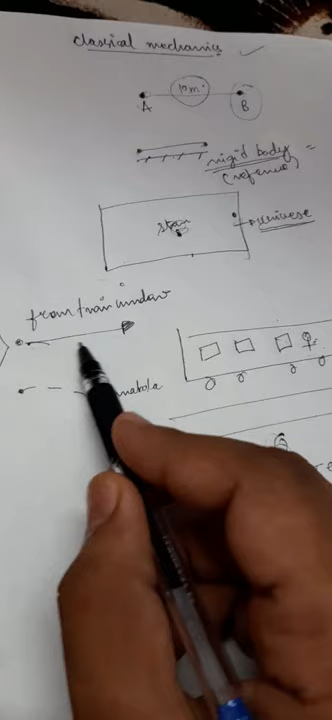 classical mechanics
10m.
A
B
rigid body
(reference)
star
universe
from train window